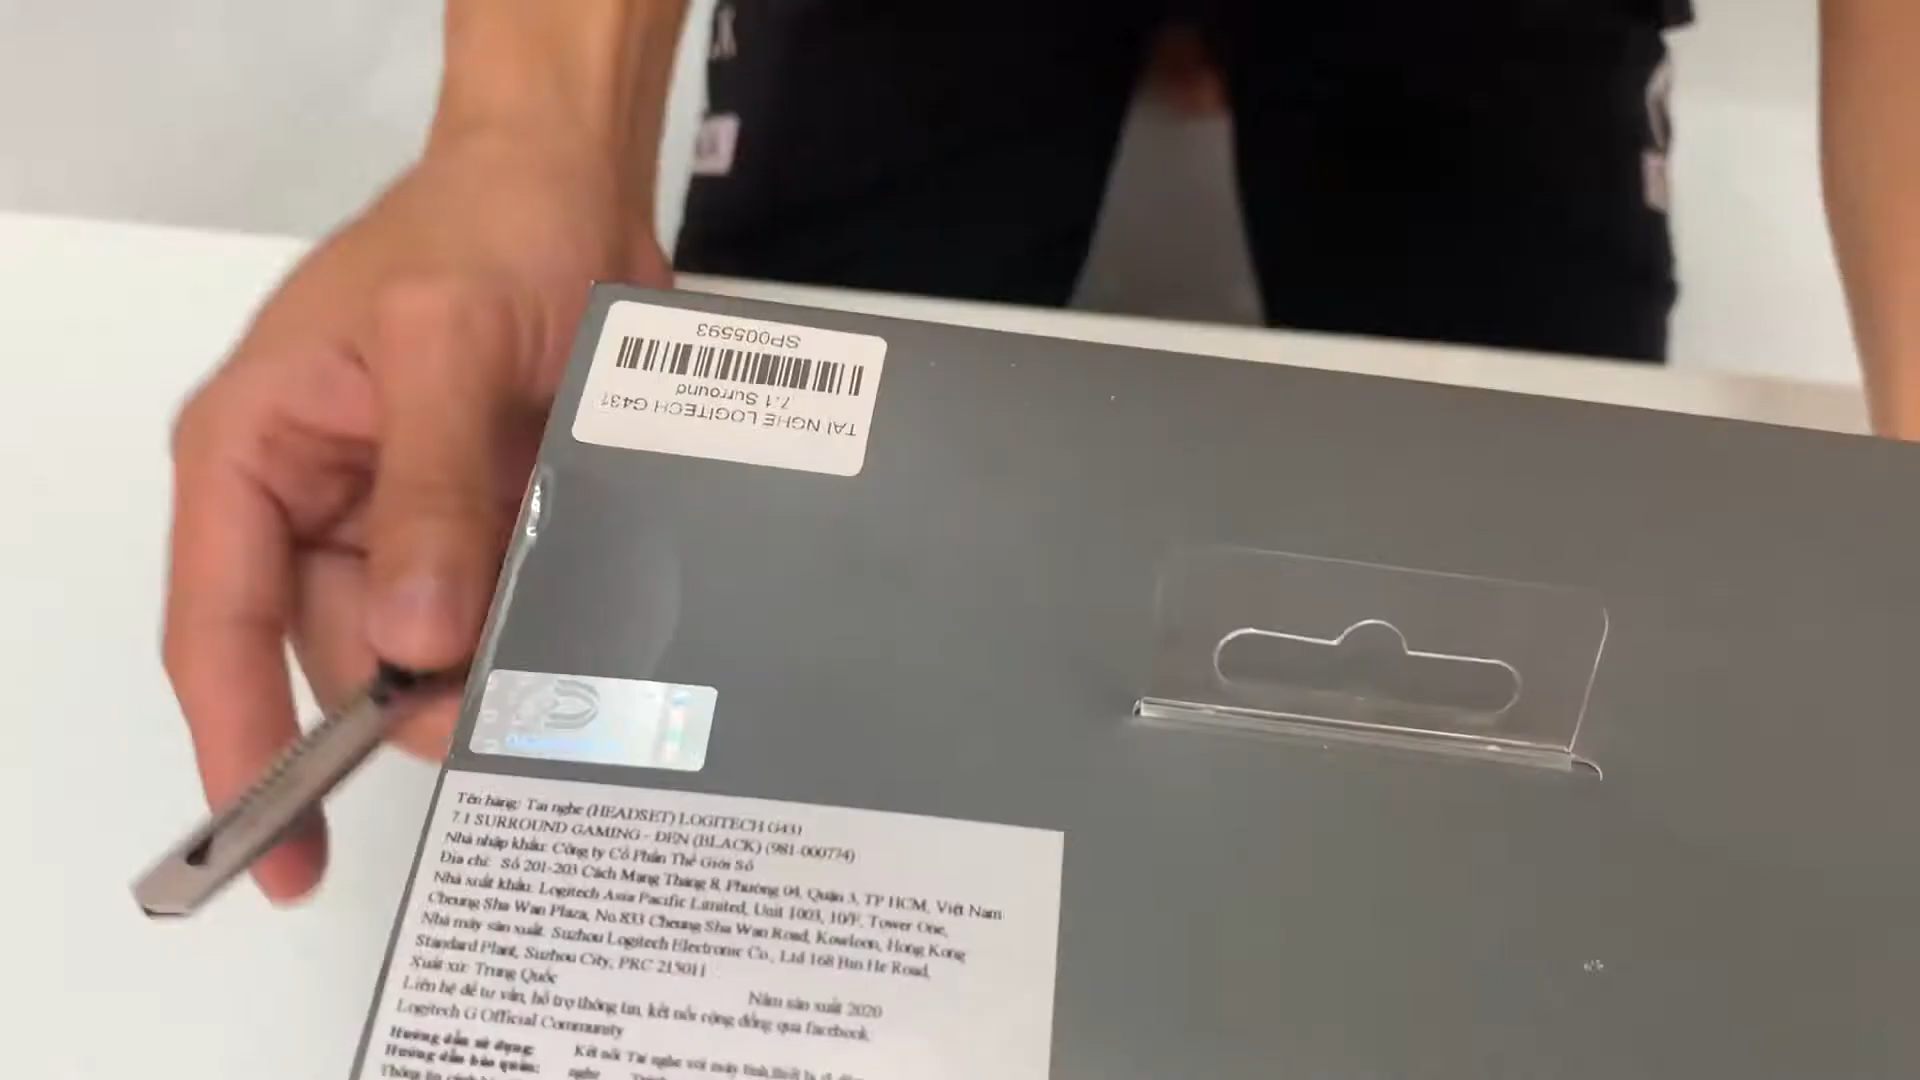 TAI NGHE LOGITECH G431
7.1 Surround
SP005593
Tên hàng: Tai nghe (HEADSET) LOGITECH G431
7.1 SURROUND GAMING - ĐEN (BLACK) (981-000774)
Nhà nhập khẩu: Công ty Cổ Phần Thế Giới Số
Địa chỉ: Số 201-203 Cách Mạng Tháng 8, Phường 04, Quận 3, TP HCM, Việt Nam
Nhà xuất khẩu: Logitech Asia Pacific Limited, Unit 1003, 10/F, Tower One,
Cheung Sha Wan Plaza, No.833 Cheung Sha Wan Road, Kowloon, Hong Kong
Nhà máy sản xuất: Suzhou Logitech Electronic Co., Ltd 168 Bin He Road,
Standard Plant, Suzhou City, PRC 215011
Xuất xứ: Trung Quốc
Năm sản xuất 2020
Liên hệ để tư vấn, hỗ trợ thông tin, kết nối cộng đồng qua facebook
Logitech G Official Community
Hướng dẫn sử dụng: Kết nối Tai nghe với máy tính,
Hướng dẫn bảo quản: nghe